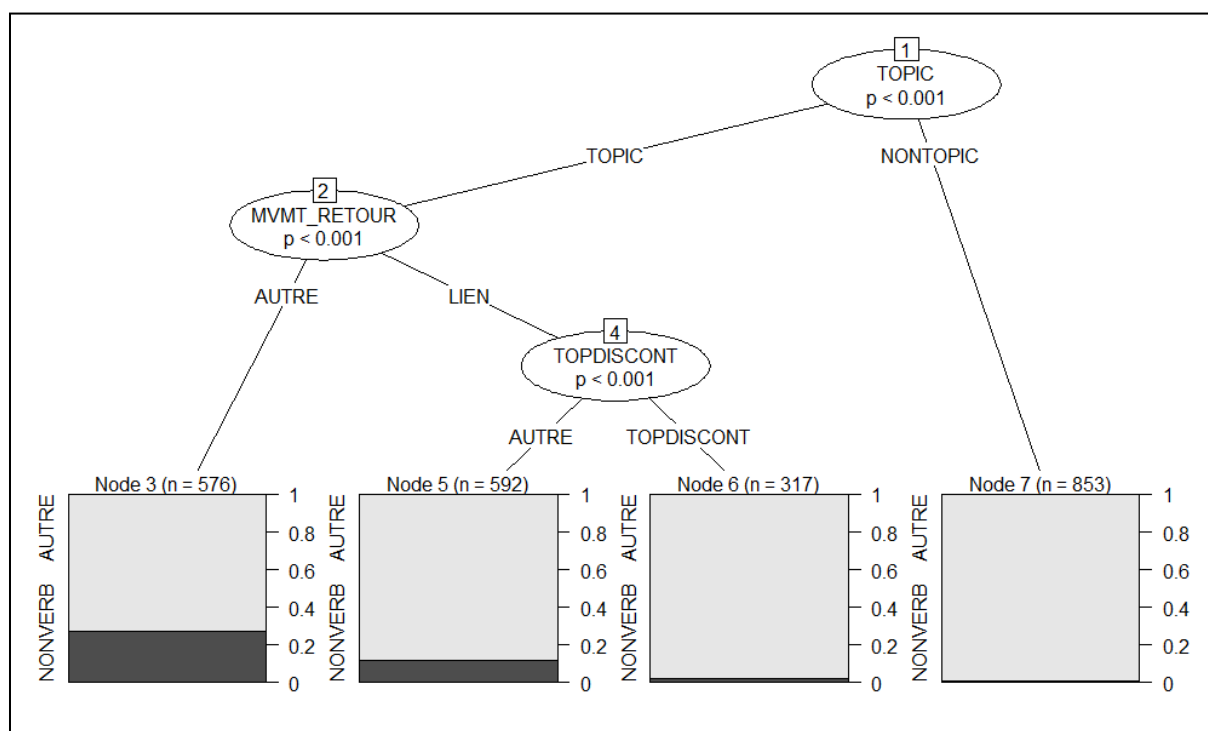 1
TOPIC
p < 0.001
TOPIC
NONTOPIC
2
MVMT_RETOUR
p < 0.001
AUTRE
LIEN
4
TOPDISCONT
p < 0.001
AUTRE
TOPDISCONT
Node 3 (n = 576)
NONVERB AUTRE
1
0.8
0.6
0.4
0.2
0
Node 5 (n = 592)
NONVERB AUTRE
1
0.8
0.6
0.4
0.2
0
Node 6 (n = 317)
NONVERB AUTRE
1
0.8
0.6
0.4
0.2
0
Node 7 (n = 853)
NONVERB AUTRE
1
0.8
0.6
0.4
0.2
0